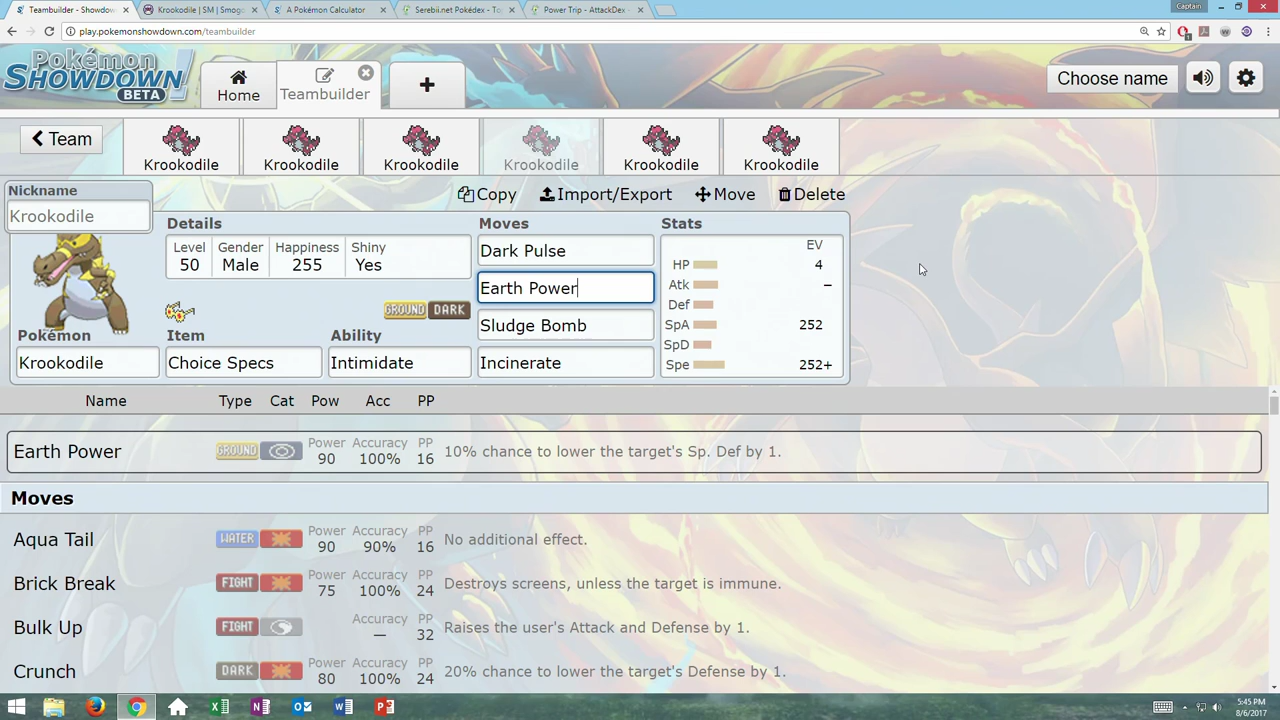 Teambuilder - Showdow
Krookodile | SM | Smogo
A Pokémon Calculator
Serebii.net Pokédex - To
Power Trip - AttackDex -
Captain
play.pokemonshowdown.com/teambuilder
Pokémon
SHOWDOWN!
BETA
Home
Teambuilder
+
Choose name
Team
Krookodile
Krookodile
Krookodile
Krookodile
Krookodile
Krookodile
Nickname
Krookodile
Copy
Import/Export
Move
Delete
Details
Moves
Stats
Level
Gender
Happiness
Shiny
50
Male
255
Yes
GROUND
DARK
Pokémon
Item
Ability
Krookodile
Choice Specs
Intimidate
Dark Pulse
Earth Power
Sludge Bomb
Incinerate
EV
HP 4
Atk –
Def
SpA 252
SpD
Spe 252+
Name Type Cat Pow Acc PP
Earth Power GROUND Power 90 Accuracy 100% PP 16 10% chance to lower the target's Sp. Def by 1.
Moves
Aqua Tail WATER Power 90 Accuracy 90% PP 16 No additional effect.
Brick Break FIGHT Power 75 Accuracy 100% PP 24 Destroys screens, unless the target is immune.
Bulk Up FIGHT Accuracy — PP 32 Raises the user's Attack and Defense by 1.
Crunch DARK Power 80 Accuracy 100% PP 24 20% chance to lower the target's Defense by 1.
5:45 PM
8/6/2017